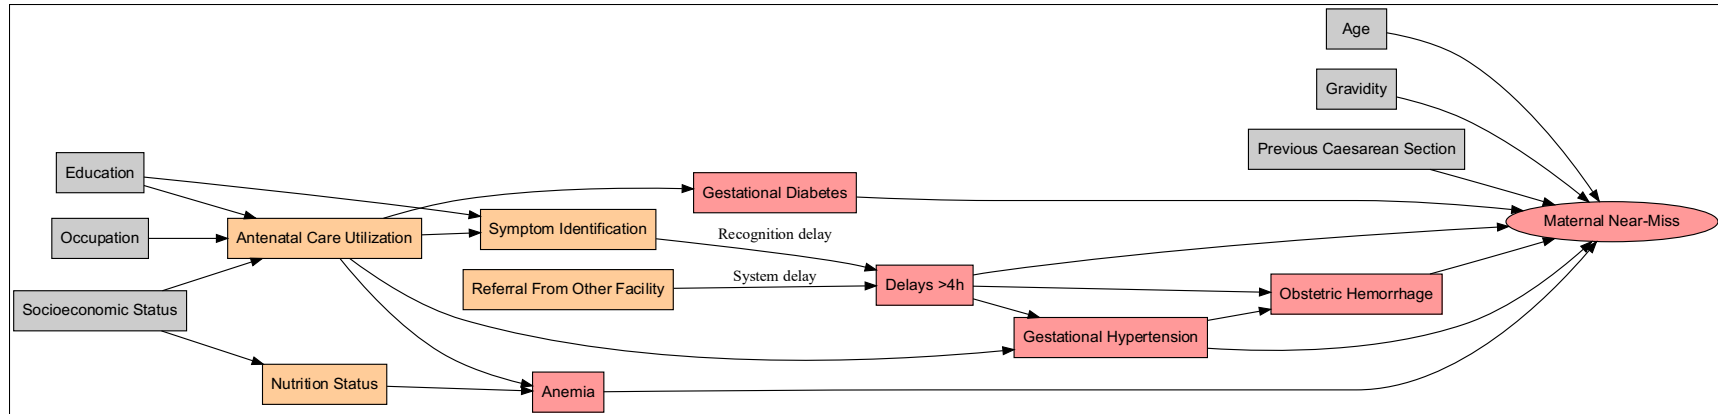 Age
Gravidity
Previous Caesarean Section
Education
Gestational Diabetes
Occupation
Antenatal Care Utilization
Symptom Identification
Recognition delay
Maternal Near-Miss
Referral From Other Facility
System delay
Delays >4h
Obstetric Hemorrhage
Socioeconomic Status
Gestational Hypertension
Nutrition Status
Anemia